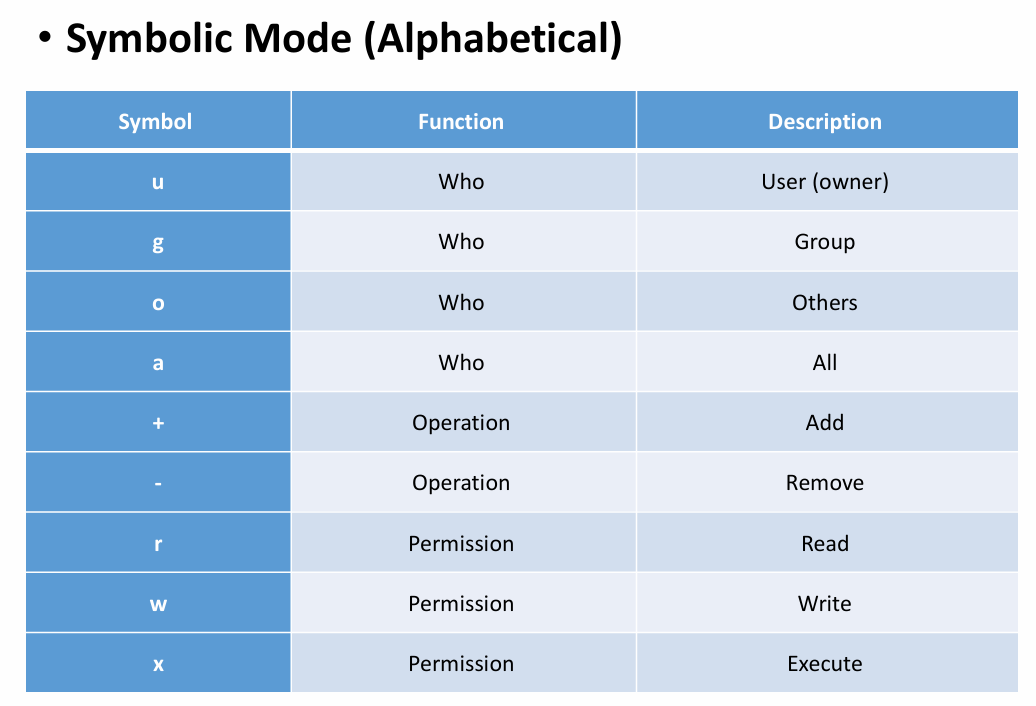 • Symbolic Mode (Alphabetical)
Symbol Function Description
u Who User (owner)
g Who Group
o Who Others
a Who All
+ Operation Add
- Operation Remove
r Permission Read
w Permission Write
x Permission Execute